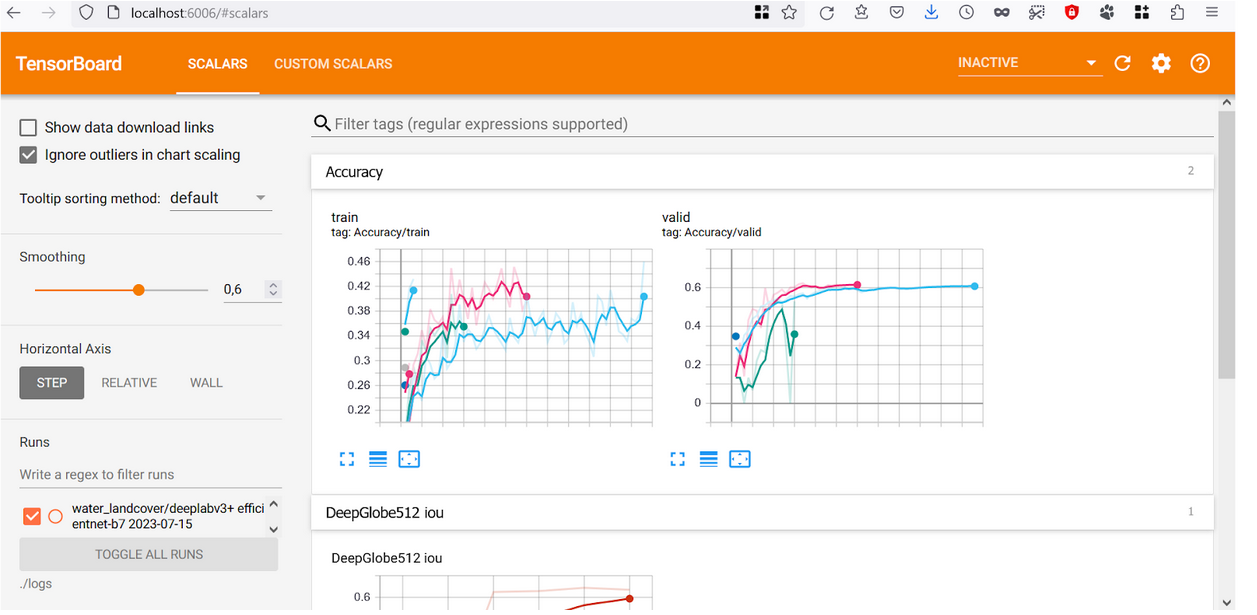 localhost:6006/#scalars
TensorBoard
SCALARS
CUSTOM SCALARS
INACTIVE
Show data download links
Ignore outliers in chart scaling
Tooltip sorting method: default
Smoothing
0,6
Horizontal Axis
STEP
RELATIVE
WALL
Runs
Write a regex to filter runs
water_landcover/deeplabv3+ effici
entnet-b7 2023-07-15
TOGGLE ALL RUNS
./logs
Filter tags (regular expressions supported)
Accuracy
2
train
tag: Accuracy/train
0.46
0.42
0.38
0.34
0.3
0.26
0.22
valid
tag: Accuracy/valid
0.6
0.4
0.2
0
DeepGlobe512 iou
1
DeepGlobe512 iou
0.6